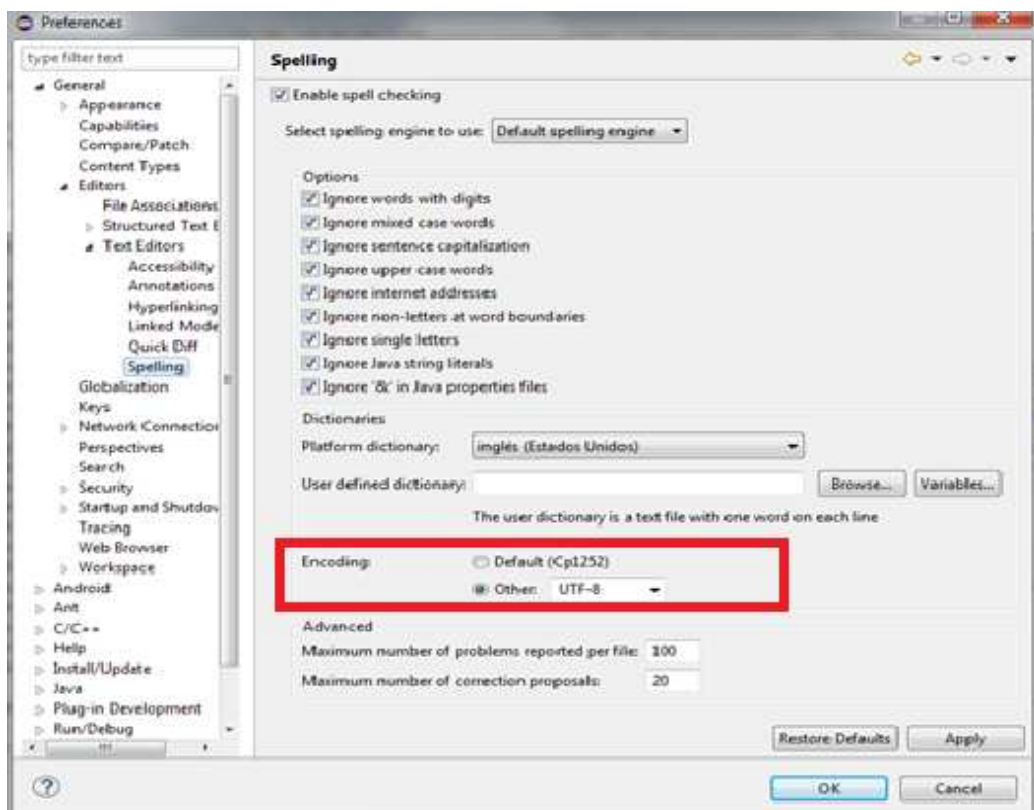 Preferences
type filter text
Spelling
General
Appearance
Capabilities
Compare/Patch
Content Types
Editors
File Associations
Structured Text E
Text Editors
Accessibility
Annotations
Hyperlinking
Linked Mode
Quick Diff
Spelling
Globalization
Keys
Network Connection
Perspectives
Search
Security
Startup and Shutdov
Tracing
Web Browser
Workspace
Android
Ant
C/C++
Help
Install/Update
Java
Plug-in Development
Run/Debug
Enable spell checking
Select spelling engine to use: Default spelling engine
Options
Ignore words with digits
Ignore mixed case words
Ignore sentence capitalization
Ignore upper case words
Ignore internet addresses
Ignore non-letters at word boundaries
Ignore single letters
Ignore Java string literals
Ignore '&' in Java properties files
Dictionaries
Platform dictionary: inglés (Estados Unidos)
User defined dictionary: Browse... Variables...
The user dictionary is a text file with one word on each line
Encoding: Default (Cp1252)
Other: UTF-8
Advanced
Maximum number of problems reported per file: 100
Maximum number of correction proposals: 20
Restore Defaults Apply
? OK Cancel